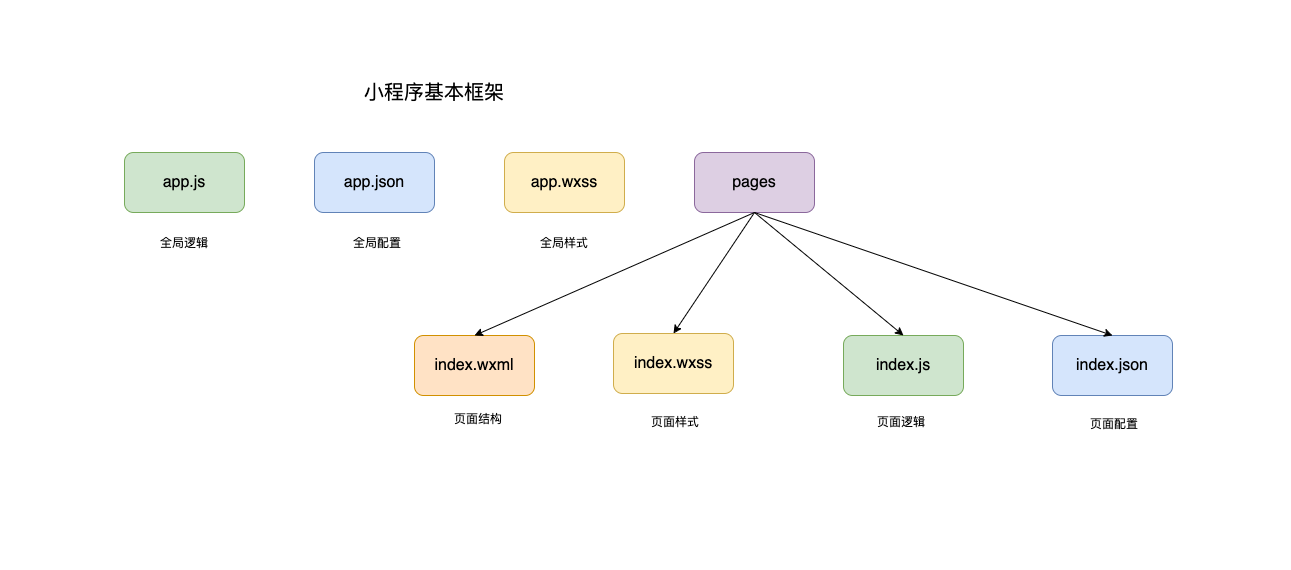 小程序基本框架
app.js
app.json
app.wxss
pages
全局逻辑
全局配置
全局样式
index.wxml
index.wxss
index.js
index.json
页面结构
页面样式
页面逻辑
页面配置